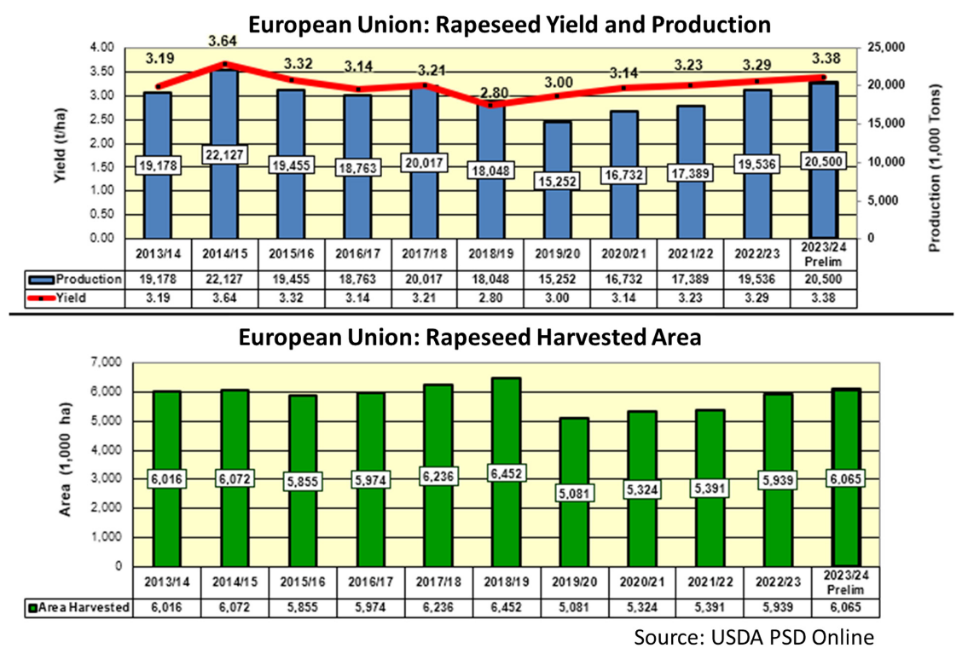 European Union: Rapeseed Yield and Production
4.00 3.50 3.00 2.50 2.00 1.50 1.00 0.50 0.00
Yield (t/ha)
25,000 20,000 15,000 10,000 5,000 0
Production (1,000 Tons)
3.19 3.64 3.32 3.14 3.21 2.80 3.00 3.14 3.23 3.29 3.38
19,178 22,127 19,455 18,763 20,017 18,048 15,252 16,732 17,389 19,536 20,500
2013/14 2014/15 2015/16 2016/17 2017/18 2018/19 2019/20 2020/21 2021/22 2022/23 2023/24 Prelim
Production 19,178 22,127 19,455 18,763 20,017 18,048 15,252 16,732 17,389 19,536 20,500
Yield 3.19 3.64 3.32 3.14 3.21 2.80 3.00 3.14 3.23 3.29 3.38
European Union: Rapeseed Harvested Area
7,000 6,000 5,000 4,000 3,000 2,000 1,000 0
Area (1,000 ha)
6,016 6,072 5,855 5,974 6,236 6,452 5,081 5,324 5,391 5,939 6,065
2013/14 2014/15 2015/16 2016/17 2017/18 2018/19 2019/20 2020/21 2021/22 2022/23 2023/24 Prelim
Area Harvested 6,016 6,072 5,855 5,974 6,236 6,452 5,081 5,324 5,391 5,939 6,065
Source: USDA PSD Online